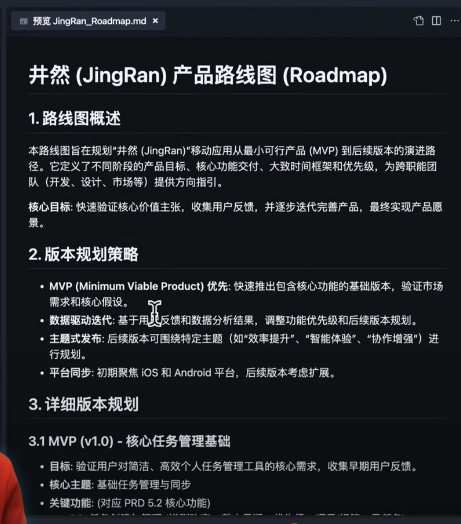 预览 JingRan_Roadmap.md ×
井然 (JingRan) 产品路线图 (Roadmap)
1. 路线图概述
本路线图旨在规划“井然 (JingRan)”移动应用从最小可行产品 (MVP) 到后续版本的演进路
径。它定义了不同阶段的产品目标、核心功能交付、大致时间框架和优先级，为跨职能团
队（开发、设计、市场等）提供方向指引。
核心目标: 快速验证核心价值主张，收集用户反馈，并逐步迭代完善产品，最终实现产品愿
景。
2. 版本规划策略
• MVP (Minimum Viable Product) 优先: 快速推出包含核心功能的基础版本，验证市场
需求和核心假设。
• 数据驱动迭代: 基于用户反馈和数据分析结果，调整功能优先级和后续版本规划。
• 主题式发布: 后续版本可围绕特定主题（如“效率提升”、“智能体验”、“协作增强”）进
行规划。
• 平台同步: 初期聚焦 iOS 和 Android 平台，后续版本考虑扩展。
3. 详细版本规划
3.1 MVP (v1.0) - 核心任务管理基础
• 目标: 验证用户对简洁、高效个人任务管理工具的核心需求，收集早期用户反馈。
• 核心主题: 基础任务管理与同步
• 关键功能: (对应 PRD 5.2 核心功能)